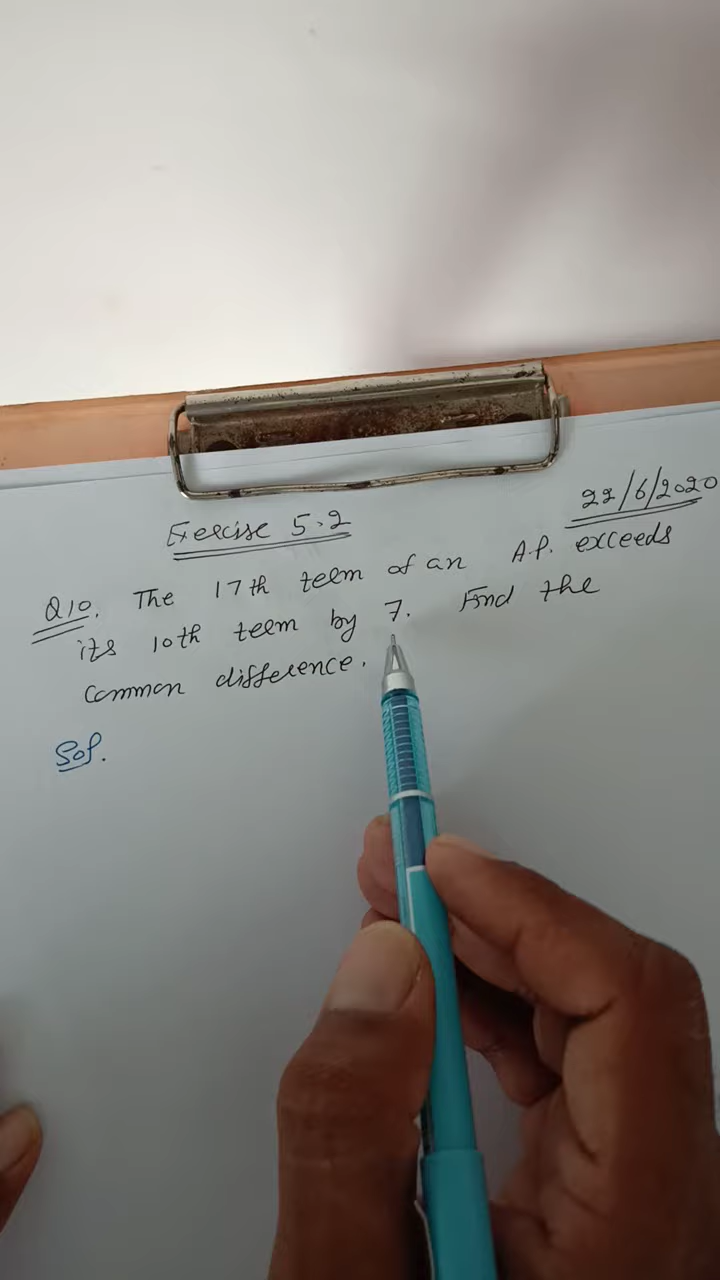 Exercise 5.2
22/6/2020
Q10. The 17th term of an A.P. exceeds
its 10th term by 7. Find the
common difference.
Sol.